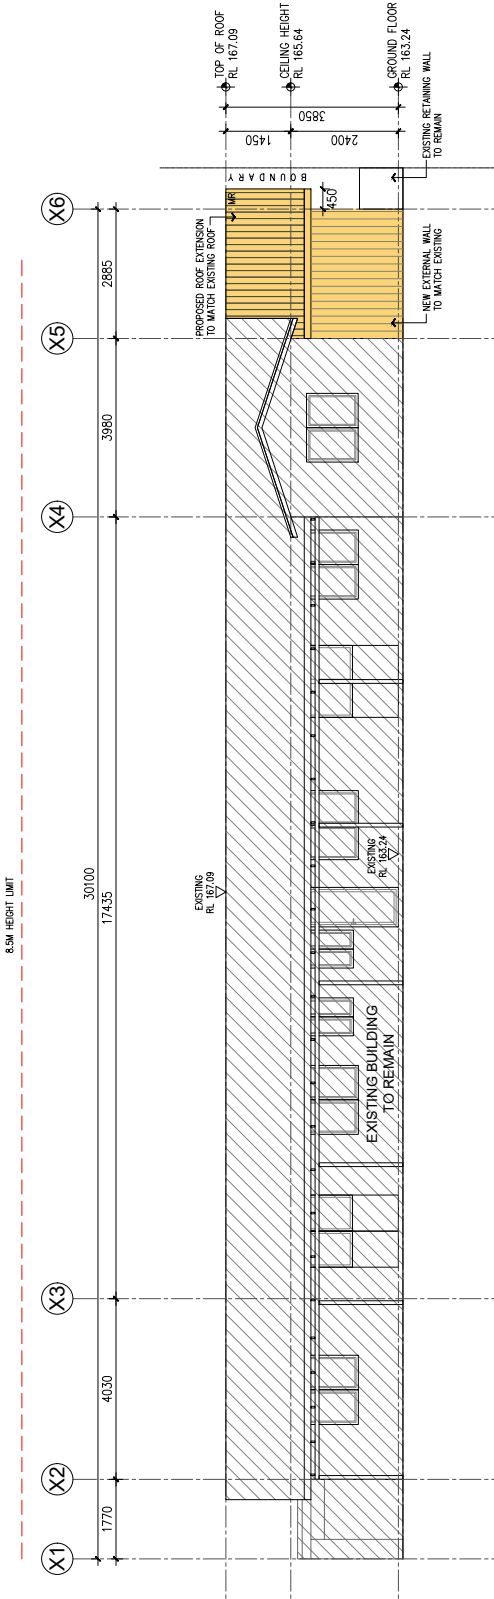 8.5M HEIGHT LIMIT
X1
X2
X3
X4
X5
X6
30100
1770
4030
17435
3980
2885
PROPOSED ROOF EXTENSION
TO MATCH EXISTING ROOF
MR
BOUNDARY
TOP OF ROOF
RL 167.09
CEILING HEIGHT
RL 165.64
GROUND FLOOR
RL 163.24
1450
2400
3850
450
EXISTING
RL 167.09
EXISTING
RL 163.24
EXISTING BUILDING
TO REMAIN
NEW EXTERNAL WALL
TO MATCH EXISTING
EXISTING RETAINING WALL
TO REMAIN